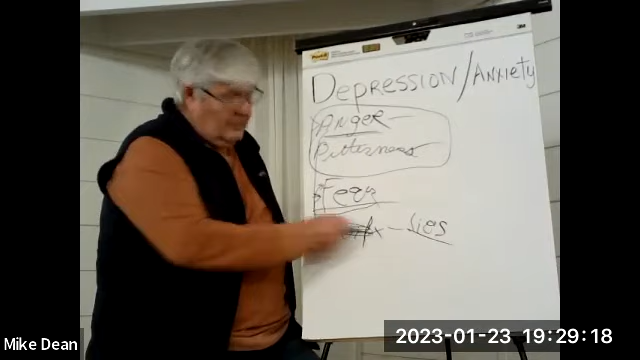 Depression/Anxiety
Anger -
Bitterness
Fear
- Lies
Mike Dean
2023-01-23 19:29:18